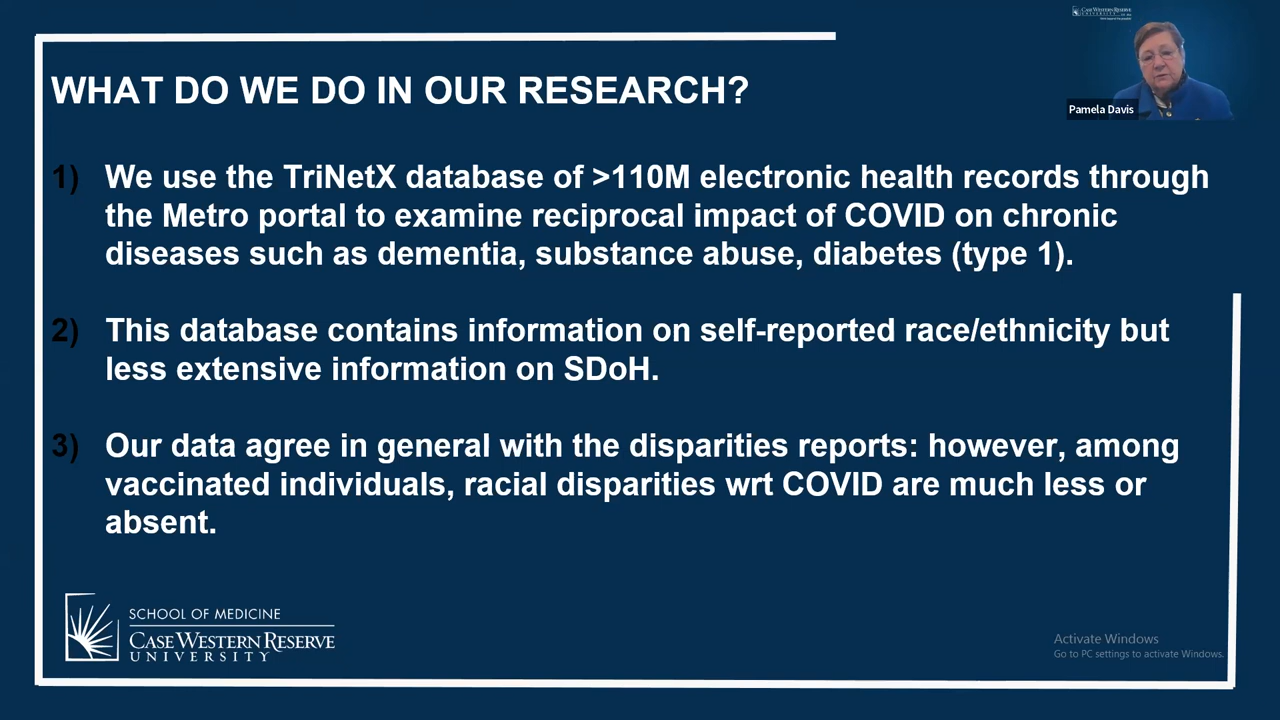 CASE WESTERN RESERVE
UNIVERSITY
Pamela Davis
WHAT DO WE DO IN OUR RESEARCH?
1) We use the TriNetX database of >110M electronic health records through
the Metro portal to examine reciprocal impact of COVID on chronic
diseases such as dementia, substance abuse, diabetes (type 1).
2) This database contains information on self-reported race/ethnicity but
less extensive information on SDoH.
3) Our data agree in general with the disparities reports: however, among
vaccinated individuals, racial disparities wrt COVID are much less or
absent.
SCHOOL OF MEDICINE
CASE WESTERN RESERVE
UNIVERSITY
Activate Windows
Go to PC settings to activate Windows.